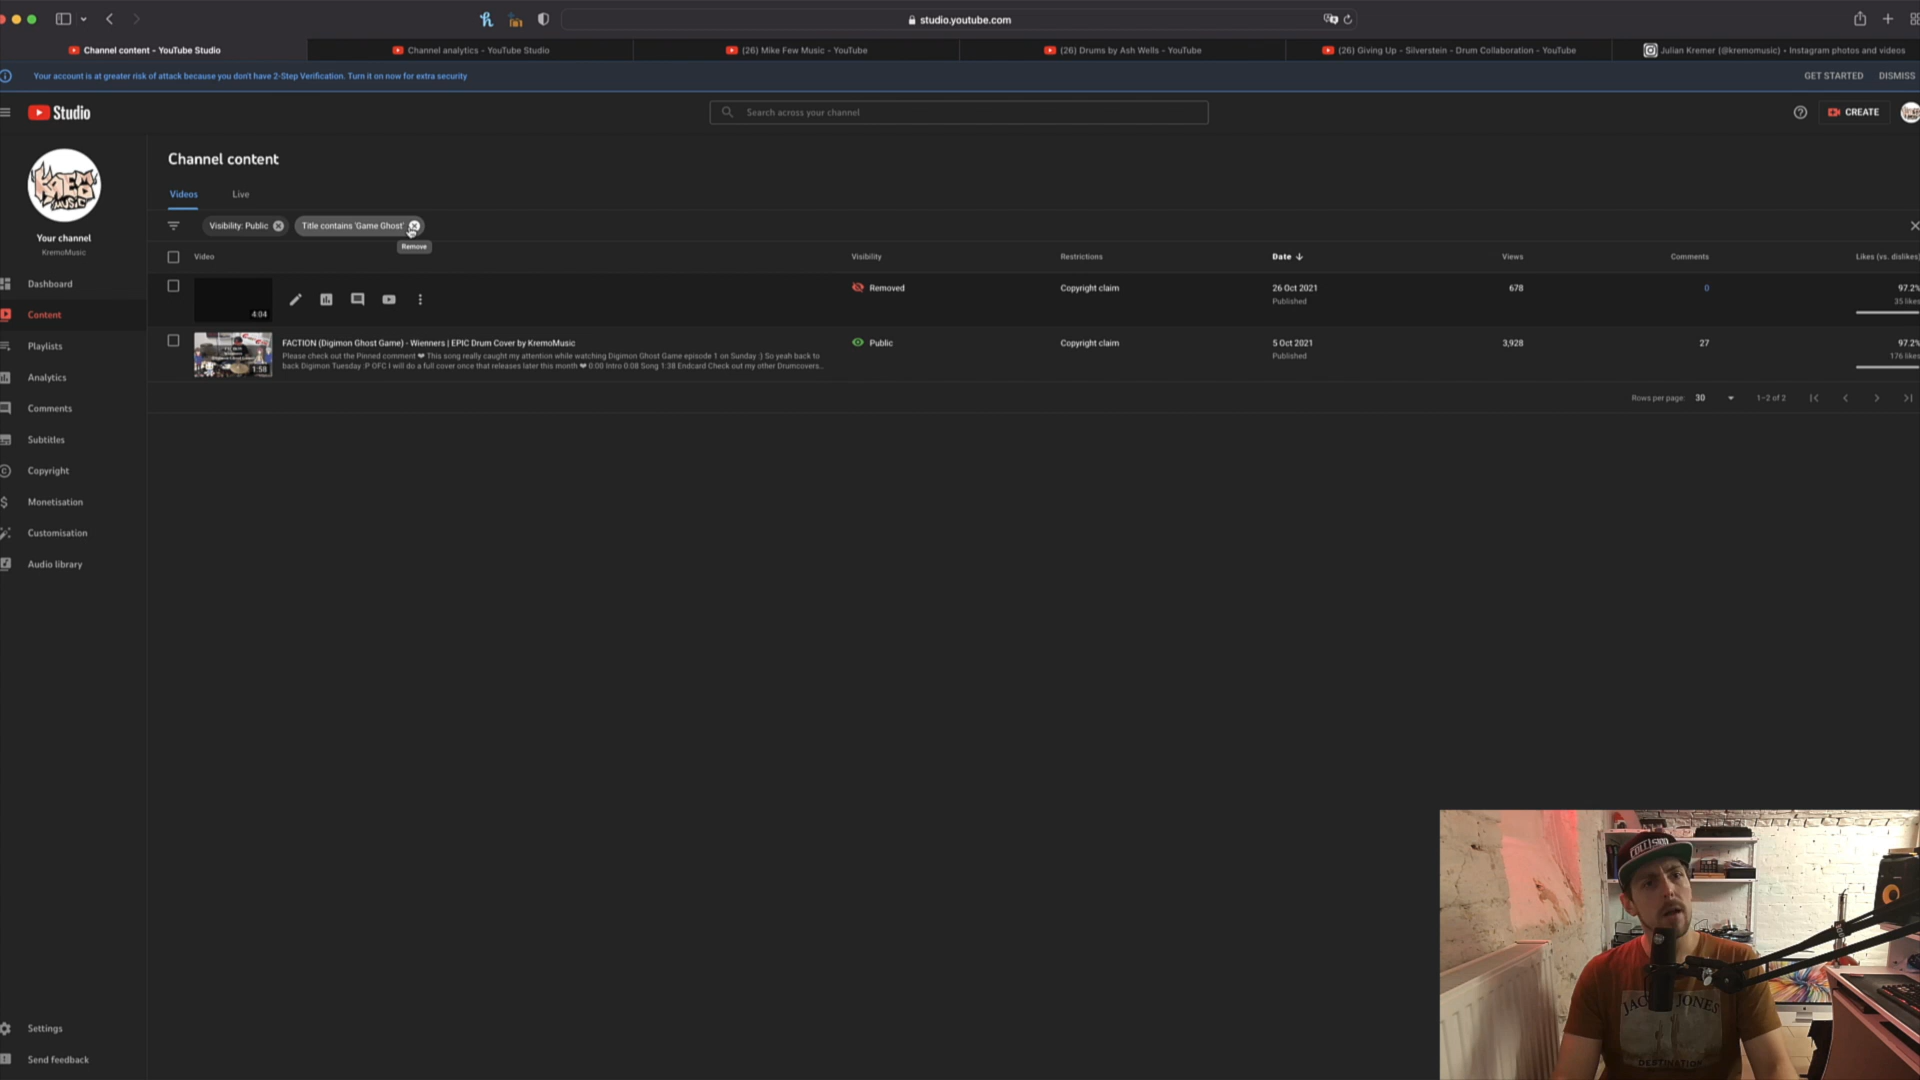 studio.youtube.com
Channel content - YouTube Studio
Channel analytics - YouTube Studio
(26) Mike Few Music - YouTube
(26) Drums by Ash Wells - YouTube
(26) Giving Up - Silverstein - Drum Collaboration - YouTube
Julian Kremer (@kremomusic) • Instagram photos and videos
Your account is at greater risk of attack because you don't have 2-Step Verification. Turn it on now for extra security
GET STARTED
DISMISS
Studio
Search across your channel
CREATE
KREMO MUSIC
Your channel
KremoMusic
Dashboard
Content
Playlists
Analytics
Comments
Subtitles
Copyright
Monetisation
Customisation
Audio library
Settings
Send feedback
Channel content
Videos
Live
Visibility: Public
Title contains 'Game Ghost'
Remove
Video
Visibility
Restrictions
Date
Views
Comments
Likes (vs. dislikes)
4:04
Removed
Copyright claim
26 Oct 2021
Published
678
0
97.2%
35 likes
1:58
FACTION (Digimon Ghost Game) - Wienners | EPIC Drum Cover by KremoMusic
Please check out the Pinned comment ❤ This song really caught my attention while watching Digimon Ghost Game episode 1 on Sunday :) So yeah back to
back Digimon Tuesday :P OFC I will do a full cover once that releases later this month ❤ 0:00 Intro 0:08 Song 1:38 Endcard Check out my other Drumcovers...
Public
Copyright claim
5 Oct 2021
Published
3,928
27
97.2%
176 likes
Rows per page:
30
1–2 of 2
JACK JONES
DESTINATION